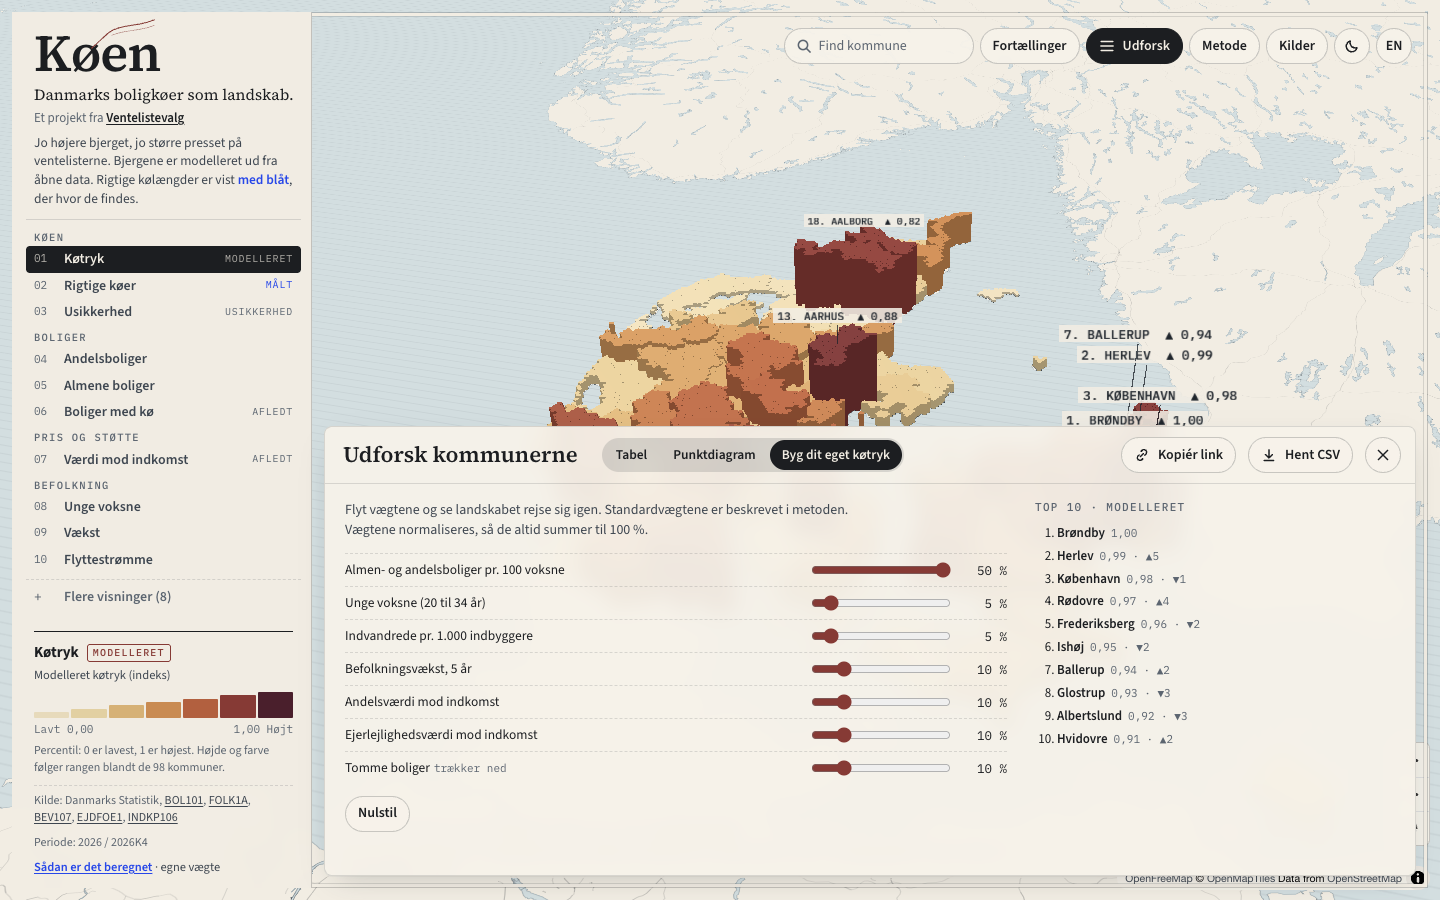 Køen
Danmarks boligkøer som landskab.
Et projekt fra Ventelistevalg
Jo højere bjerget, jo større presset på
ventelisterne. Bjergene er modelleret ud fra
åbne data. Rigtige kølængder er vist med blåt,
der hvor de findes.
KØEN
01 Køtryk MODELLERET
02 Rigtige køer MÅLT
03 Usikkerhed USIKKERHED
BOLIGER
04 Andelsboliger
05 Almene boliger
06 Boliger med kø AFLEDT
PRIS OG STØTTE
07 Værdi mod indkomst AFLEDT
BEFOLKNING
08 Unge voksne
09 Vækst
10 Flyttestrømme
+ Flere visninger (8)
Køtryk MODELLERET
Modelleret køtryk (indeks)
Lavt 0,00 1,00 Højt
Percentil: 0 er lavest, 1 er højest. Højde og farve
følger rangen blandt de 98 kommuner.
Kilde: Danmarks Statistik, BOL101, FOLK1A,
BEV107, EJDFOE1, INDKP106
Periode: 2026 / 2026K4
Sådan er det beregnet · egne vægte
Find kommune
Fortællinger
Udforsk
Metode
Kilder
EN
18. AALBORG ▲ 0,82
13. AARHUS ▲ 0,88
7. BALLERUP ▲ 0,94
2. HERLEV ▲ 0,99
3. KØBENHAVN ▲ 0,98
1. BRØNDBY ▲ 1,00
Udforsk kommunerne
Tabel
Punktdiagram
Byg dit eget køtryk
Kopiér link
Hent CSV
Flyt vægtene og se landskabet rejse sig igen. Standardvægtene er beskrevet i metoden.
Vægtene normaliseres, så de altid summer til 100 %.
Almen- og andelsboliger pr. 100 voksne 50 %
Unge voksne (20 til 34 år) 5 %
Indvandrede pr. 1.000 indbyggere 5 %
Befolkningsvækst, 5 år 10 %
Andelsværdi mod indkomst 10 %
Ejerlejlighedsværdi mod indkomst 10 %
Tomme boliger trækker ned 10 %
Nulstil
TOP 10 · MODELLERET
1. Brøndby 1,00
2. Herlev 0,99 · ▲5
3. København 0,98 · ▼1
4. Rødovre 0,97 · ▲4
5. Frederiksberg 0,96 · ▼2
6. Ishøj 0,95 · ▼2
7. Ballerup 0,94 · ▲2
8. Glostrup 0,93 · ▼3
9. Albertslund 0,92 · ▼3
10. Hvidovre 0,91 · ▲2
OpenFreeMap © OpenMapTiles Data from OpenStreetMap